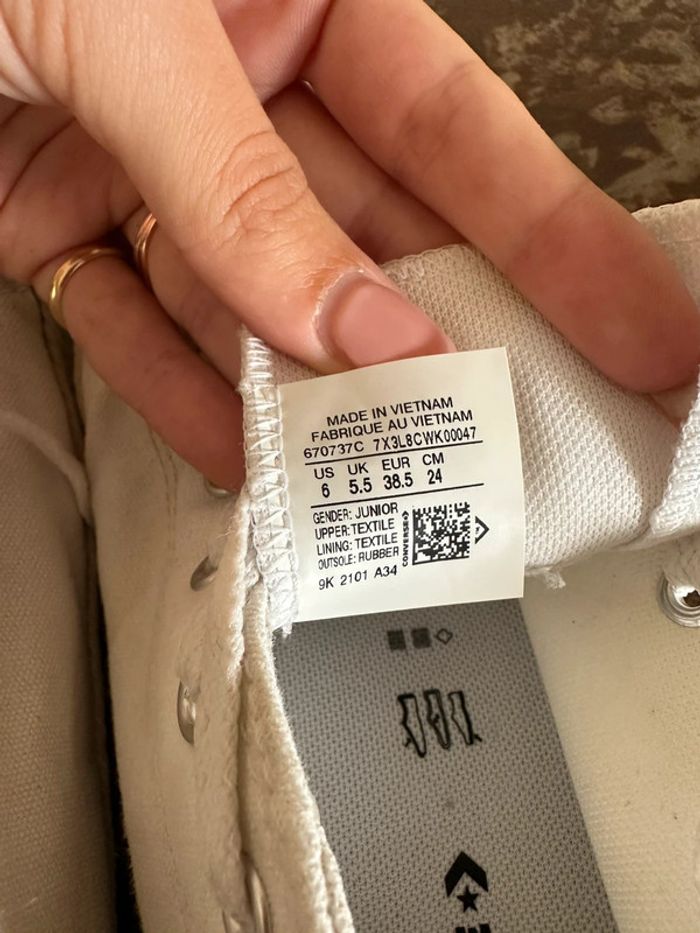 MADE IN VIETNAM
FABRIQUE AU VIETNAM
670737C 7X3L8CWK00047
US UK EUR CM
6 5.5 38.5 24
GENDER: JUNIOR
UPPER: TEXTILE
LINING: TEXTILE
OUTSOLE: RUBBER
CONVERSE
9K 2101 A34